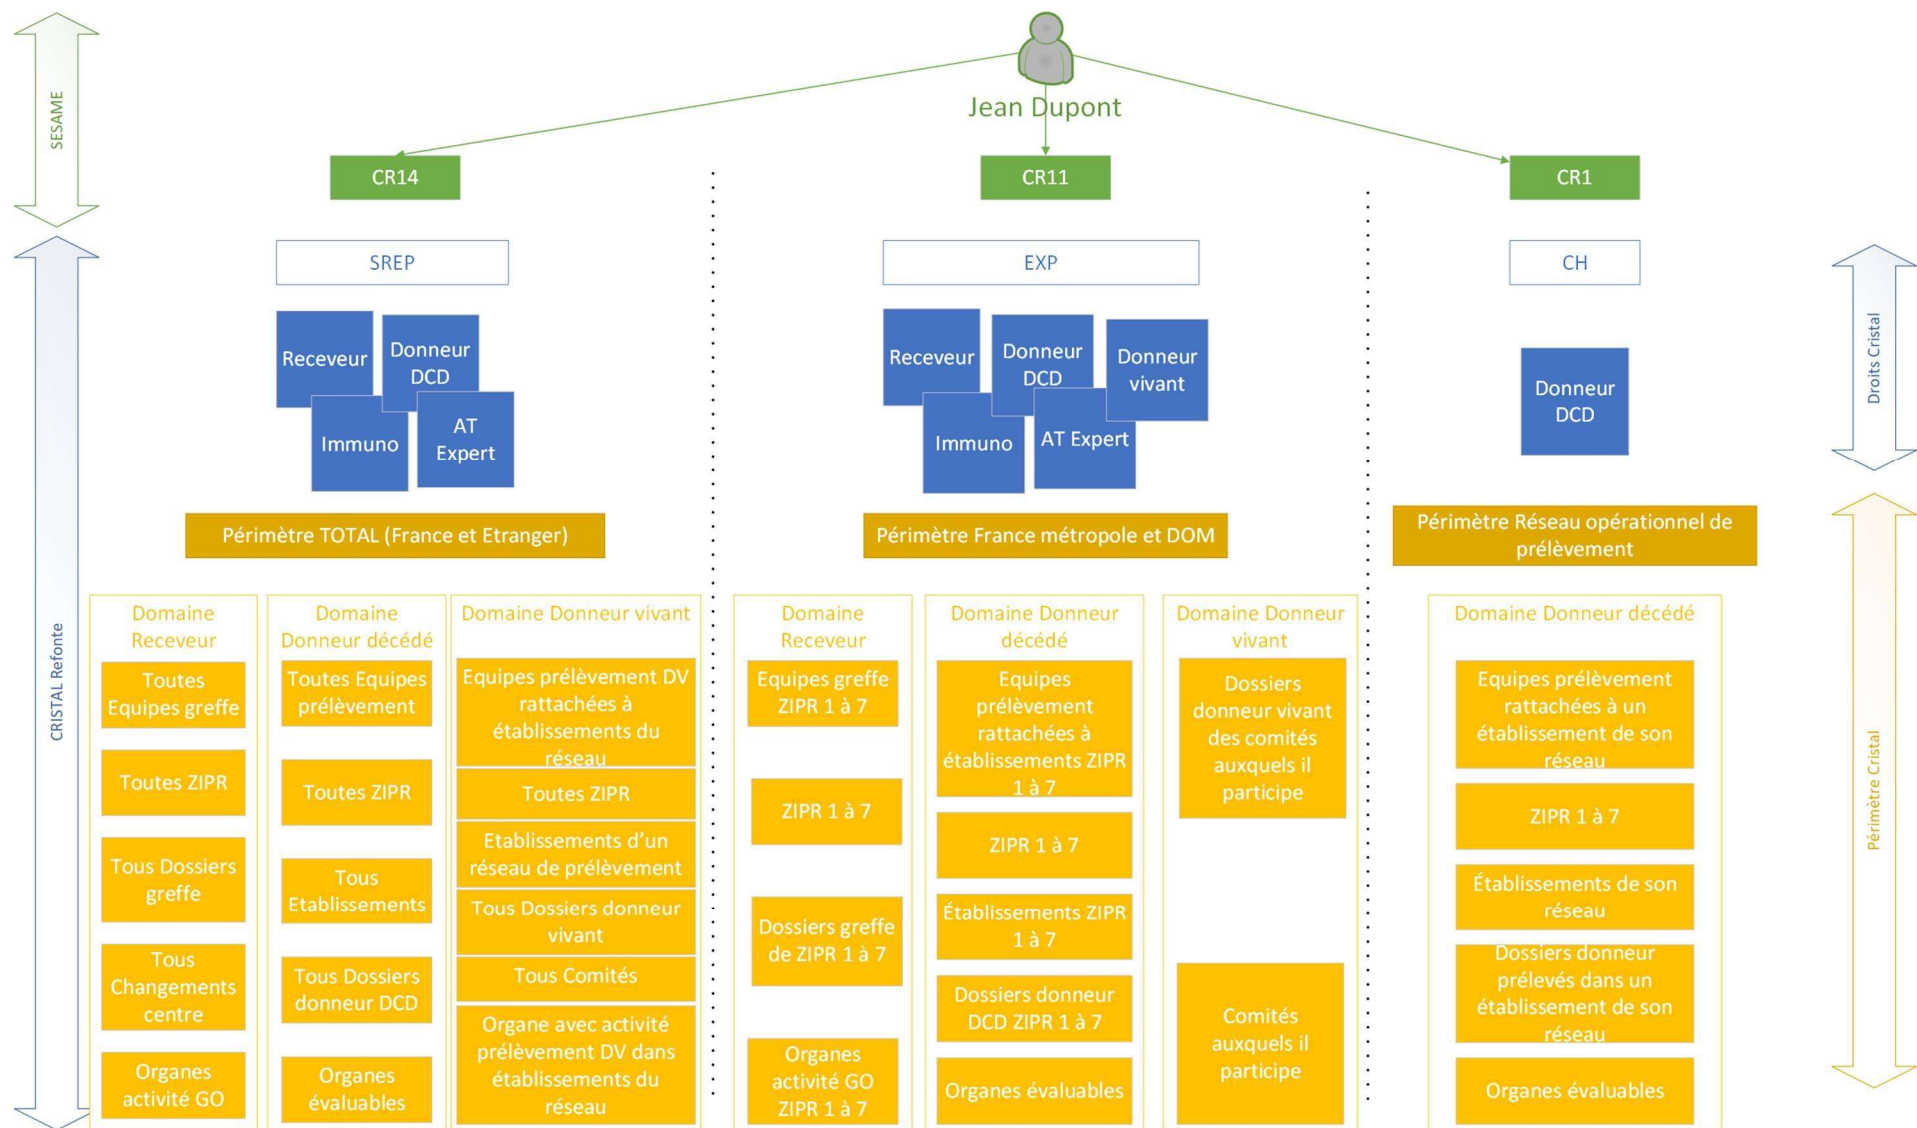 Jean Dupont
SESAME
CR14
CR11
CR1
CRISTAL Refonte
SREP
EXP
CH
Droits Cristal
Receveur
Donneur
DCD
Immuno
AT
Expert
Receveur
Donneur
DCD
Donneur
vivant
Immuno
AT Expert
Donneur
DCD
Périmètre Cristal
Périmètre TOTAL (France et Etranger)
Périmètre France métropole et DOM
Périmètre Réseau opérationnel de
prélèvement
Domaine
Receveur
Toutes
Equipes greffe
Toutes ZIPR
Tous Dossiers
greffe
Tous
Changements
centre
Organes
activité GO
Domaine
Donneur décédé
Toutes Equipes
prélèvement
Toutes ZIPR
Tous
Etablissements
Tous Dossiers
donneur DCD
Organes
évaluables
Domaine Donneur vivant
Equipes prélèvement DV
rattachées à
établissements du
réseau
Toutes ZIPR
Etablissements d’un
réseau de prélèvement
Tous Dossiers donneur
vivant
Tous Comités
Organe avec activité
prélèvement DV dans
établissements du
réseau
Domaine
Receveur
Equipes greffe
ZIPR 1 à 7
ZIPR 1 à 7
Dossiers greffe
de ZIPR 1 à 7
Organes
activité GO
ZIPR 1 à 7
Domaine Donneur
décédé
Equipes
prélèvement
rattachées à
établissements ZIPR
1 à 7
ZIPR 1 à 7
Établissements ZIPR
1 à 7
Dossiers donneur
DCD ZIPR 1 à 7
Organes évaluables
Domaine Donneur
vivant
Dossiers
donneur vivant
des comités
auxquels il
participe
Comités
auxquels il
participe
Domaine Donneur décédé
Equipes prélèvement
rattachées à un
établissement de son
réseau
ZIPR 1 à 7
Établissements de son
réseau
Dossiers donneur
prélevés dans un
établissement de son
réseau
Organes évaluables